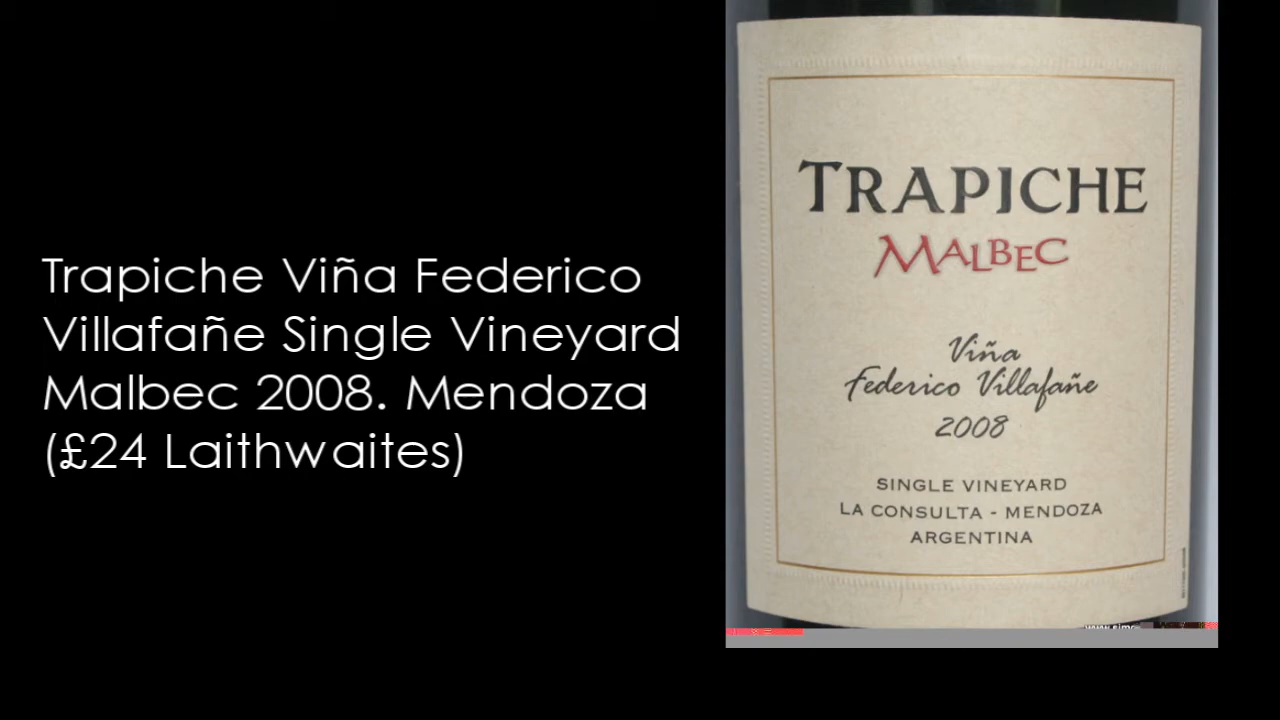 Trapiche Viña Federico
Villafañe Single Vineyard
Malbec 2008. Mendoza
(£24 Laithwaites)
TRAPICHE
MALBEC
Viña
Federico Villafañe
2008
SINGLE VINEYARD
LA CONSULTA - MENDOZA
ARGENTINA